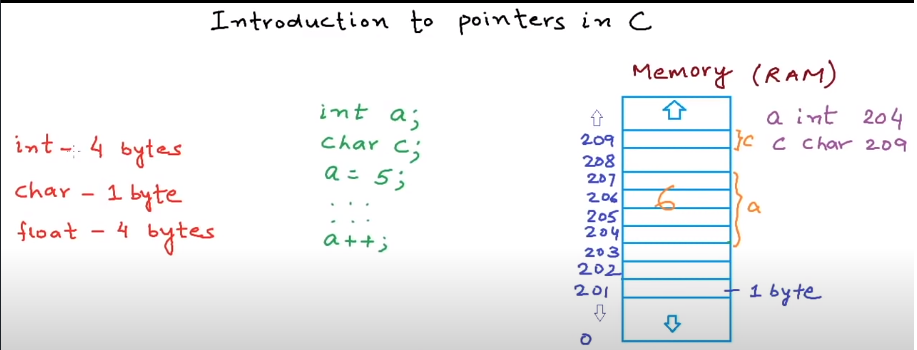 Introduction to pointers in C
int - 4 bytes
char - 1 byte
float - 4 bytes
int a;
char c;
a = 5;
. . .
. . .
a++;
Memory (RAM)
209
208
207
206
205
204
203
202
201
0
6
}c
}a
- 1 byte
a int 204
c char 209